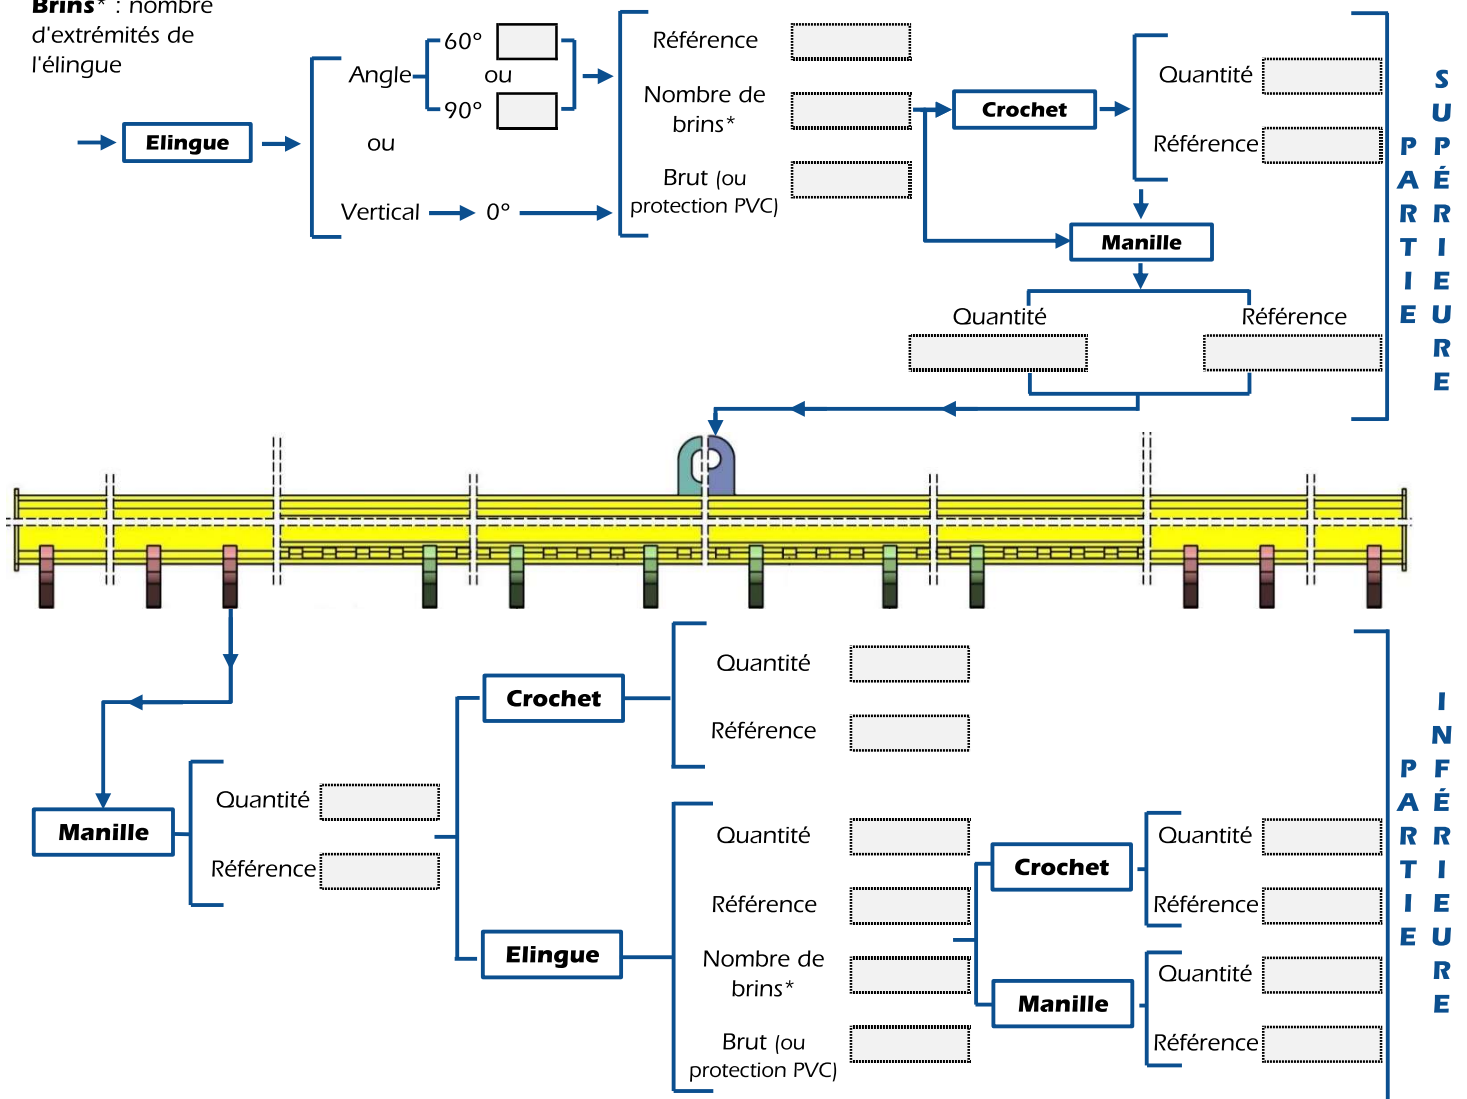 Brins* : nombre
d'extrémités de
l'élingue
Elingue
Angle
60°
ou
90°
ou
Vertical
0°
Référence
Nombre de
brins*
Brut (ou
protection PVC)
Crochet
Quantité
Référence
Manille
Quantité
Référence
PARTIE
SUPÉRIEURE
Manille
Quantité
Référence
Crochet
Quantité
Référence
Elingue
Quantité
Référence
Nombre de
brins*
Brut (ou
protection PVC)
Crochet
Quantité
Référence
Manille
Quantité
Référence
PARTIE
INFÉRIEURE